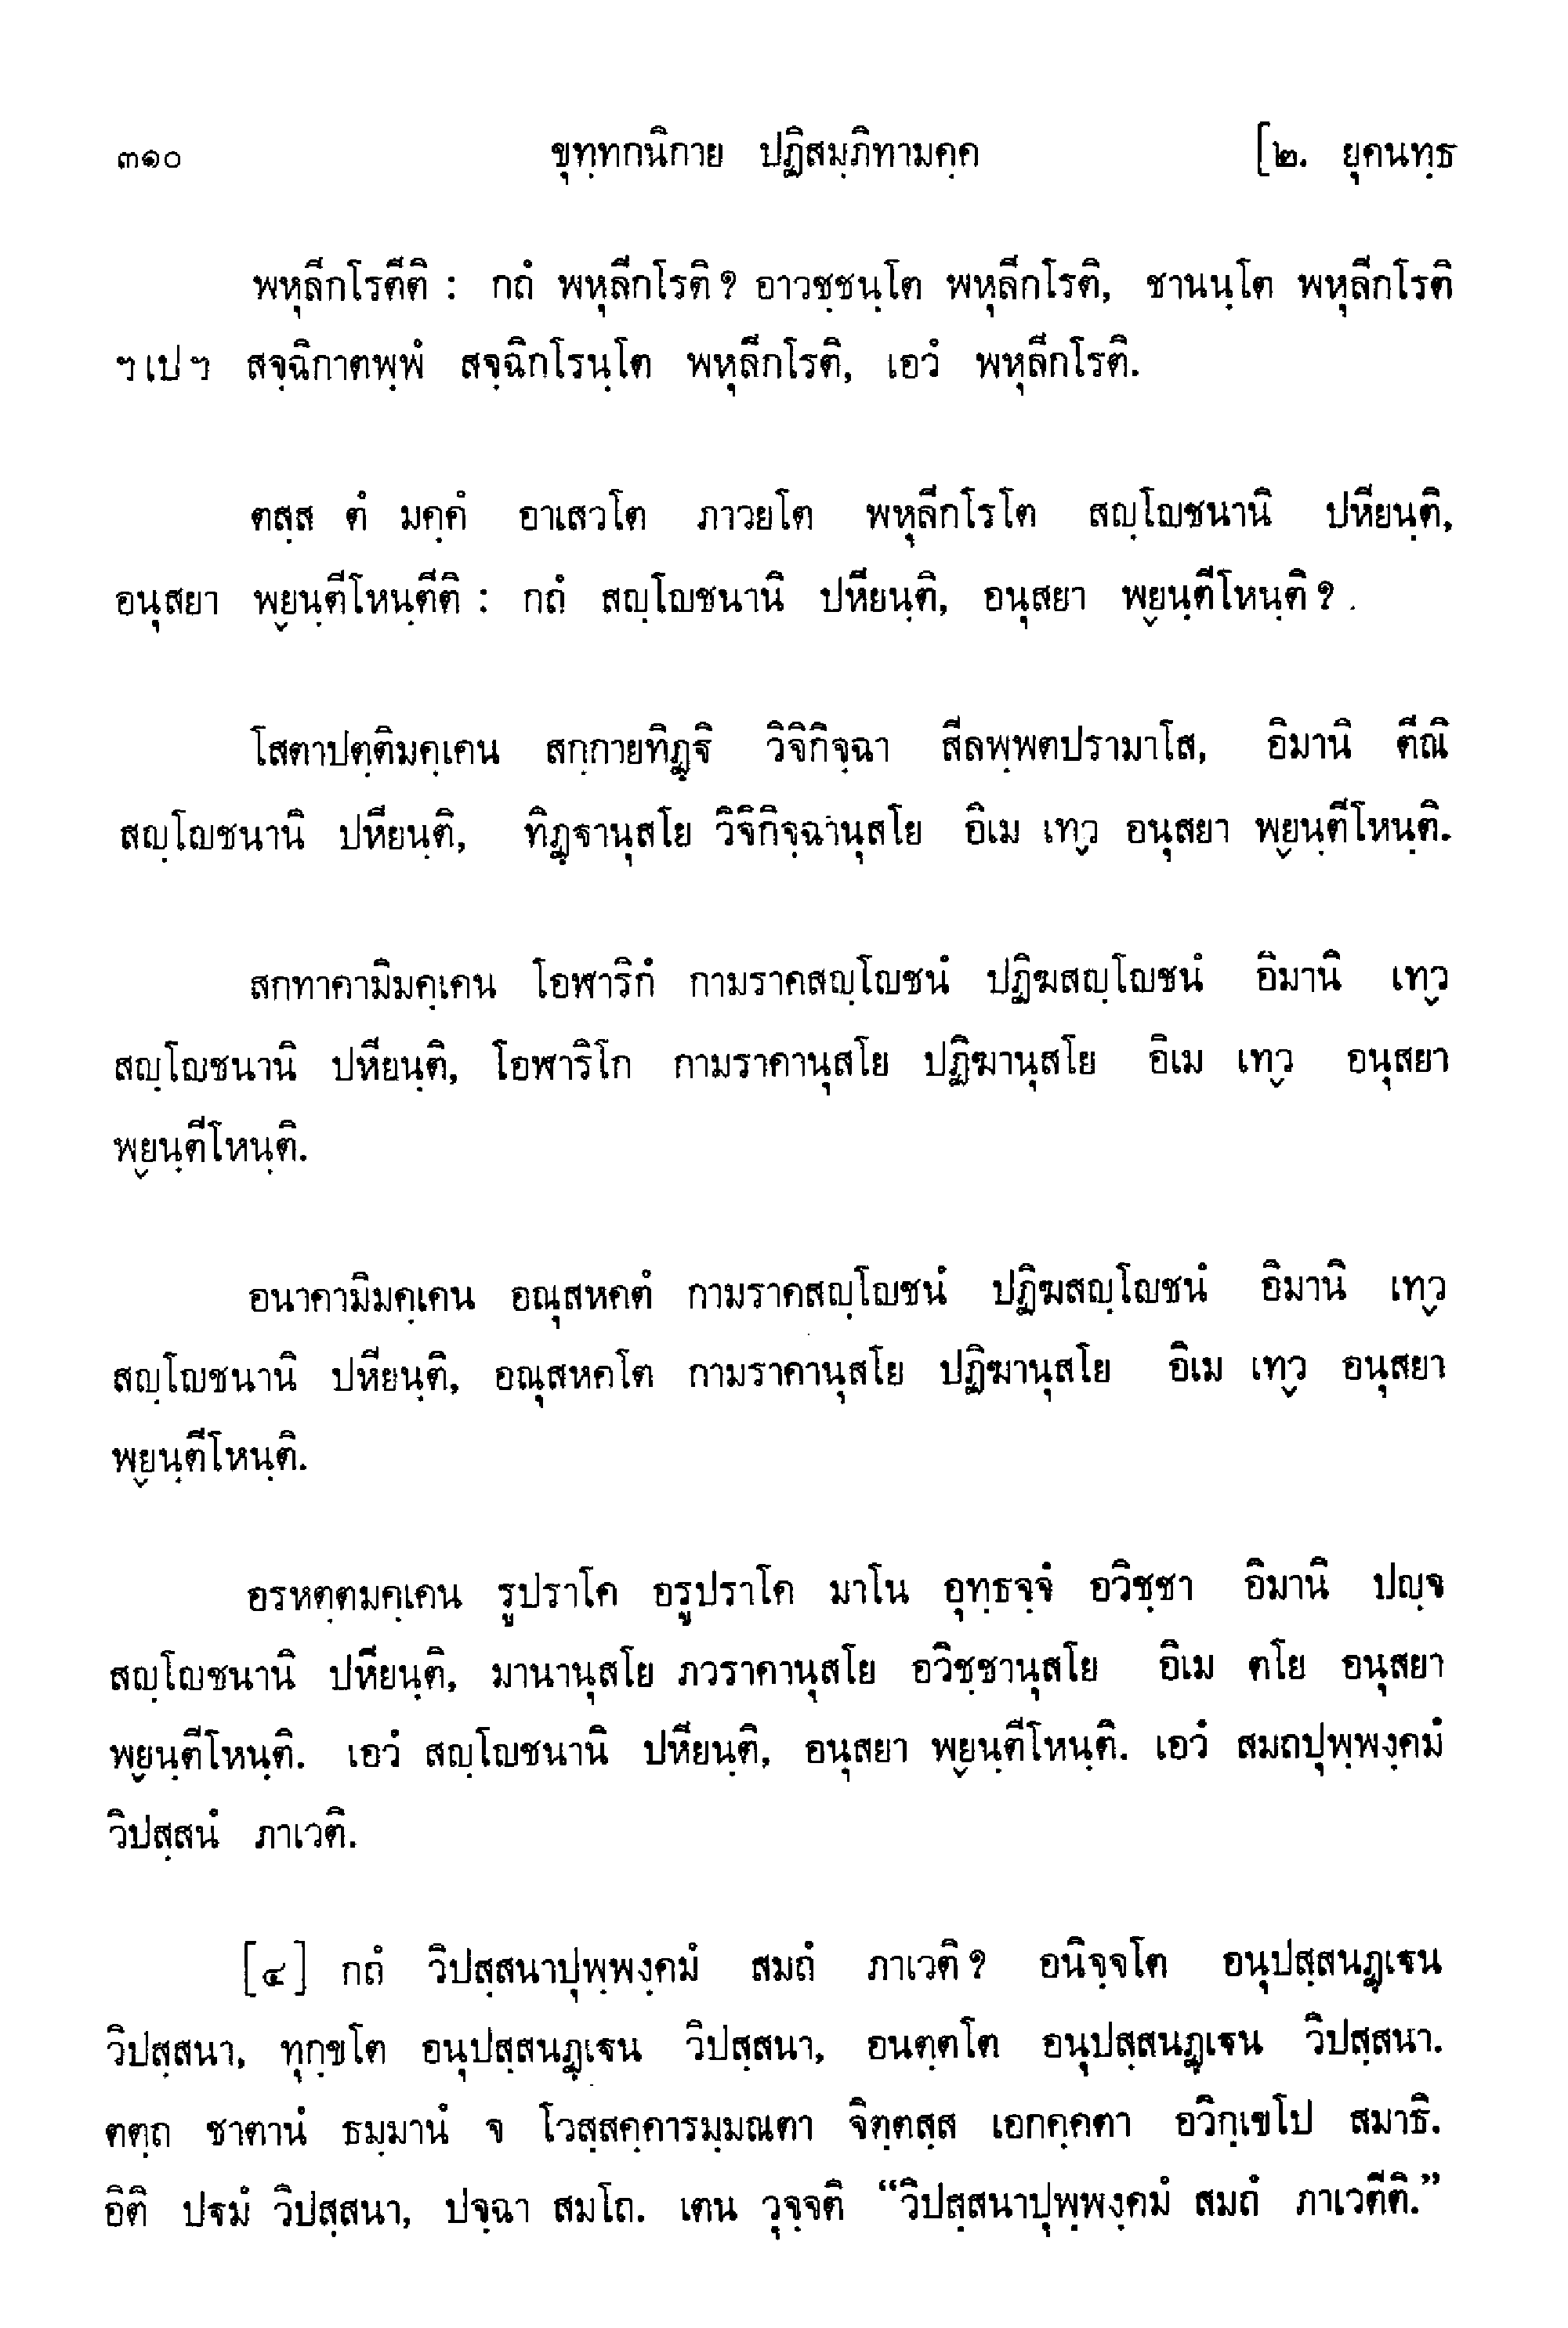 ๓๑๐ ขุทฺทกนิกาย ปฏิสมฺภิทามคฺค [๒. ยุคนทฺธ
พหุลีกโรตีติ : กถํ พหุลีกโรติ ? อาวชฺชนฺโต พหุลีกโรติ, ชานนฺโต พหุลีกโรติ
ฯ เป ฯ สจฺฉิกาตพฺพํ สจฺฉิกโรนฺโต พหุลีกโรติ, เอวํ พหุลีกโรติ.
ตสฺส ตํ มคฺคํ อาเสวโต ภาวยโต พหุลีกโรโต สญฺโญชนานิ ปหียนฺติ,
อนุสยา พฺยนฺตีโหนฺตีติ : กถํ สญฺโญชนานิ ปหียนฺติ, อนุสยา พฺยนฺตีโหนฺติ ?
โสตาปตฺติมคฺเคน สกฺกายทิฏฺฐิ วิจิกิจฺฉา สีลพฺพตปรามาโส, อิมานิ ตีณิ
สญฺโญชนานิ ปหียนฺติ, ทิฏฺฐานุสโย วิจิกิจฺฉานุสโย อิเม เทฺว อนุสยา พฺยนฺตีโหนฺติ.
สกทาคามิมคฺเคน โอฬาริกํ กามราคสญฺโญชนํ ปฏิฆสญฺโญชนํ อิมานิ เทฺว
สญฺโญชนานิ ปหียนฺติ, โอฬาริโก กามราคานุสโย ปฏิฆานุสโย อิเม เทฺว อนุสยา
พฺยนฺตีโหนฺติ.
อนาคามิมคฺเคน อณุสหคตํ กามราคสญฺโญชนํ ปฏิฆสญฺโญชนํ อิมานิ เทฺว
สญฺโญชนานิ ปหียนฺติ, อณุสหคโต กามราคานุสโย ปฏิฆานุสโย อิเม เทฺว อนุสยา
พฺยนฺตีโหนฺติ.
อรหตฺตมคฺเคน รูปราโค อรูปราโค มาโน อุทฺธจฺจํ อวิชฺชา อิมานิ ปญฺจ
สญฺโญชนานิ ปหียนฺติ, มานานุสโย ภวราคานุสโย อวิชฺชานุสโย อิเม ตโย อนุสยา
พฺยนฺตีโหนฺติ. เอวํ สญฺโญชนานิ ปหียนฺติ, อนุสยา พฺยนฺตีโหนฺติ. เอวํ สมถปุพฺพงฺคมํ
วิปสฺสนํ ภาเวติ.
[๔] กถํ วิปสฺสนาปุพฺพงฺคมํ สมถํ ภาเวติ ? อนิจฺจโต อนุปสฺสนฏฺเฐน
วิปสฺสนา, ทุกฺขโต อนุปสฺสนฏฺเฐน วิปสฺสนา, อนตฺตโต อนุปสฺสนฏฺเฐน วิปสฺสนา.
ตตฺถ ชาตานํ ธมฺมานํ จ โวสฺสคฺคารมฺมณตา จิตฺตสฺส เอกคฺคตา อวิกฺเขโป สมาธิ.
อิติ ปฐมํ วิปสฺสนา, ปจฺฉา สมโถ. เตน วุจฺจติ “วิปสฺสนาปุพฺพงฺคมํ สมถํ ภาเวตีติ.”